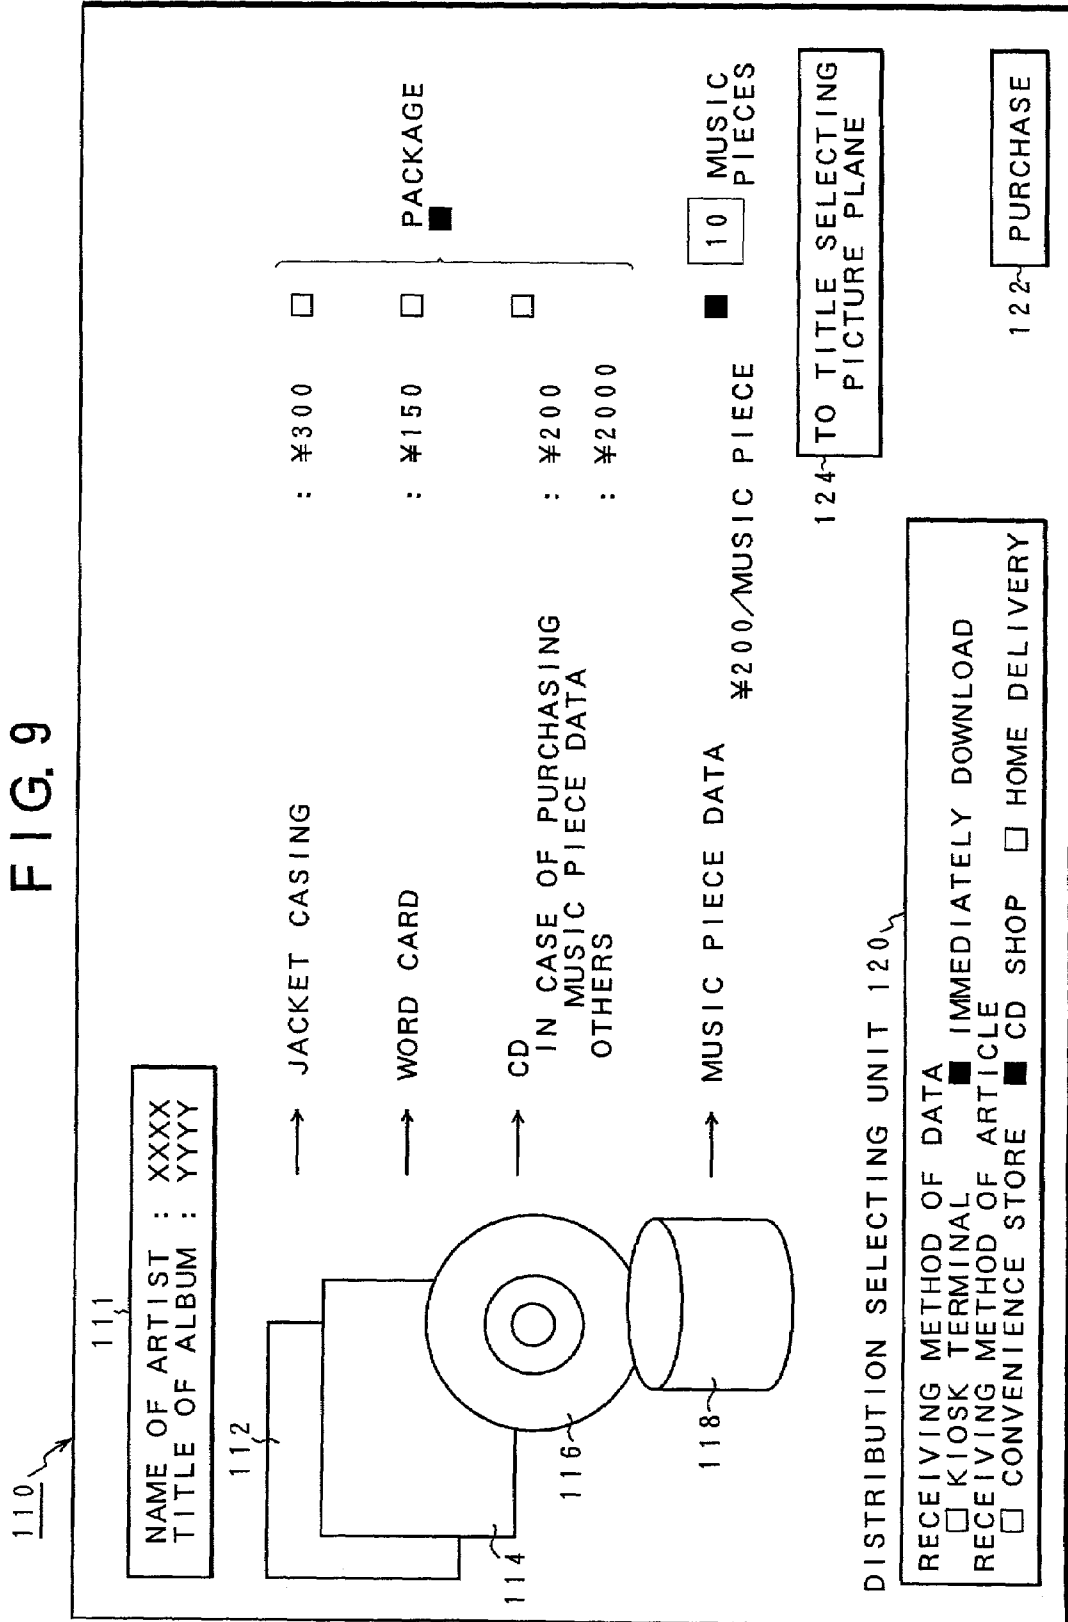 FIG. 9
110
111
NAME OF ARTIST : XXXX
TITLE OF ALBUM : YYYY
112
114
116
118
→ JACKET CASING : ¥300 □
→ WORD CARD : ¥150 □
PACKAGE
■
→ CD □
IN CASE OF PURCHASING
MUSIC PIECE DATA : ¥200
OTHERS : ¥2000
→ MUSIC PIECE DATA ■ 10 MUSIC
PIECES
¥200/MUSIC PIECE
124 TO TITLE SELECTING
PICTURE PLANE
DISTRIBUTION SELECTING UNIT 120
RECEIVING METHOD OF DATA
□ KIOSK TERMINAL ■ IMMEDIATELY DOWNLOAD
RECEIVING METHOD OF ARTICLE
□ CONVENIENCE STORE ■ CD SHOP □ HOME DELIVERY
122 PURCHASE